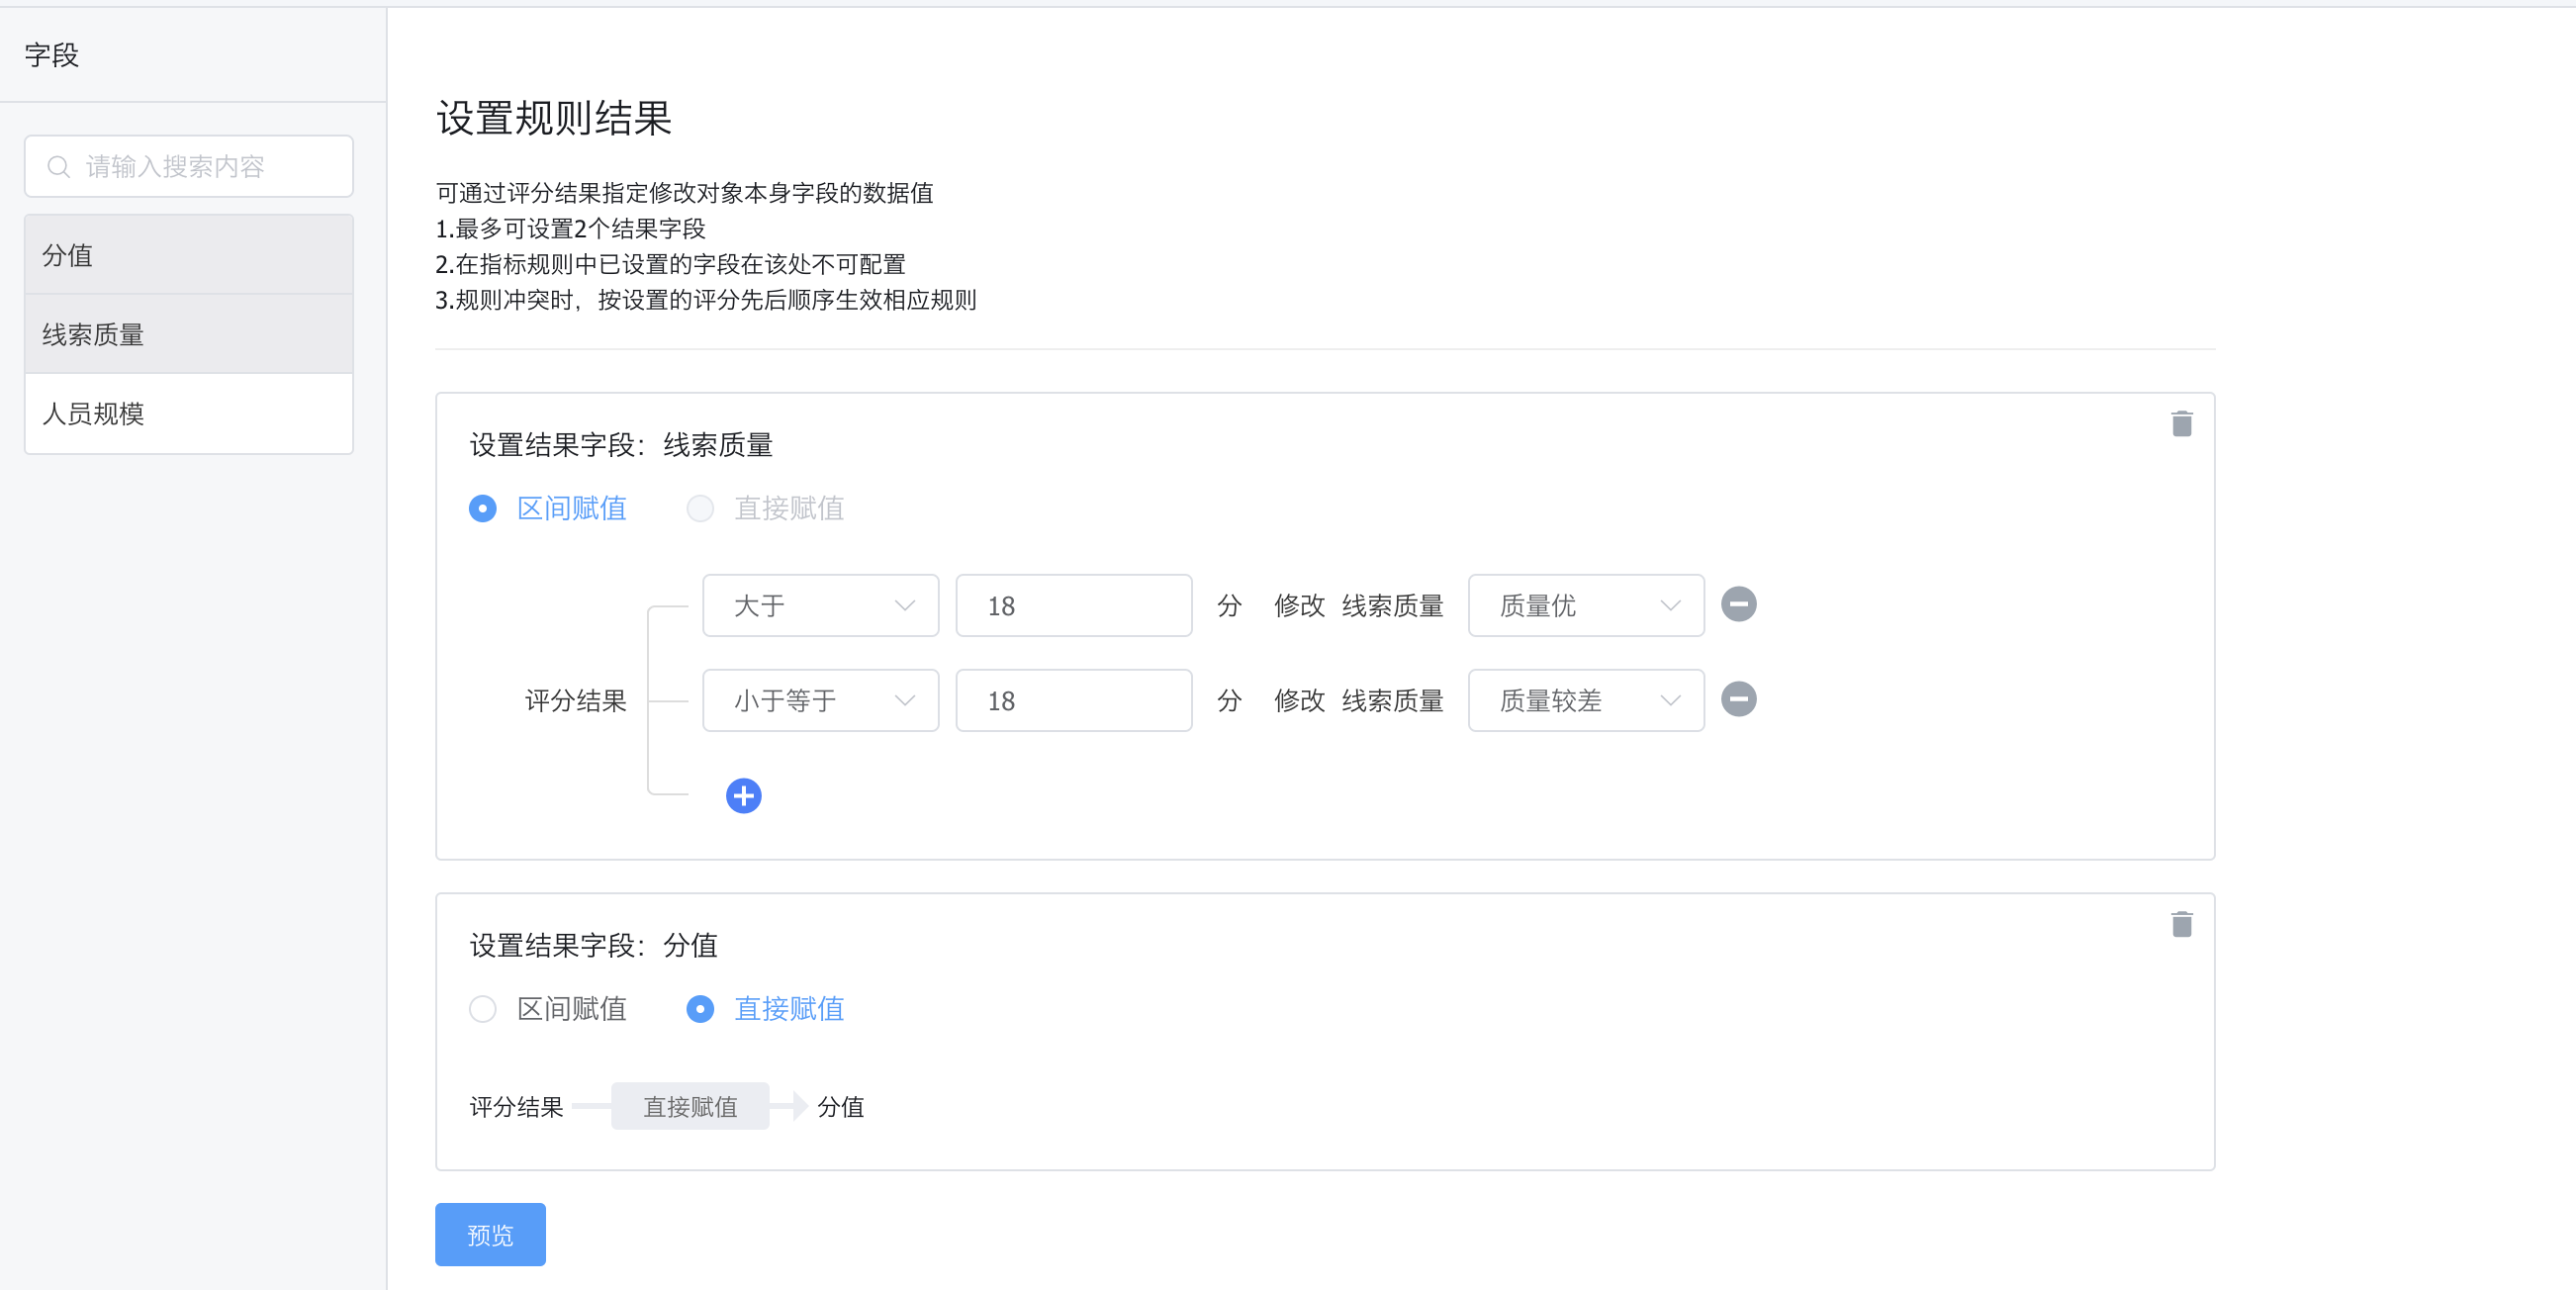 字段
请输入搜索内容
分值
线索质量
人员规模
设置规则结果
可通过评分结果指定修改对象本身字段的数据值
1.最多可设置2个结果字段
2.在指标规则中已设置的字段在该处不可配置
3.规则冲突时，按设置的评分先后顺序生效相应规则
设置结果字段：线索质量
区间赋值 直接赋值
大于 18 分 修改 线索质量 质量优
评分结果 小于等于 18 分 修改 线索质量 质量较差
设置结果字段：分值
区间赋值 直接赋值
评分结果 直接赋值 分值
预览